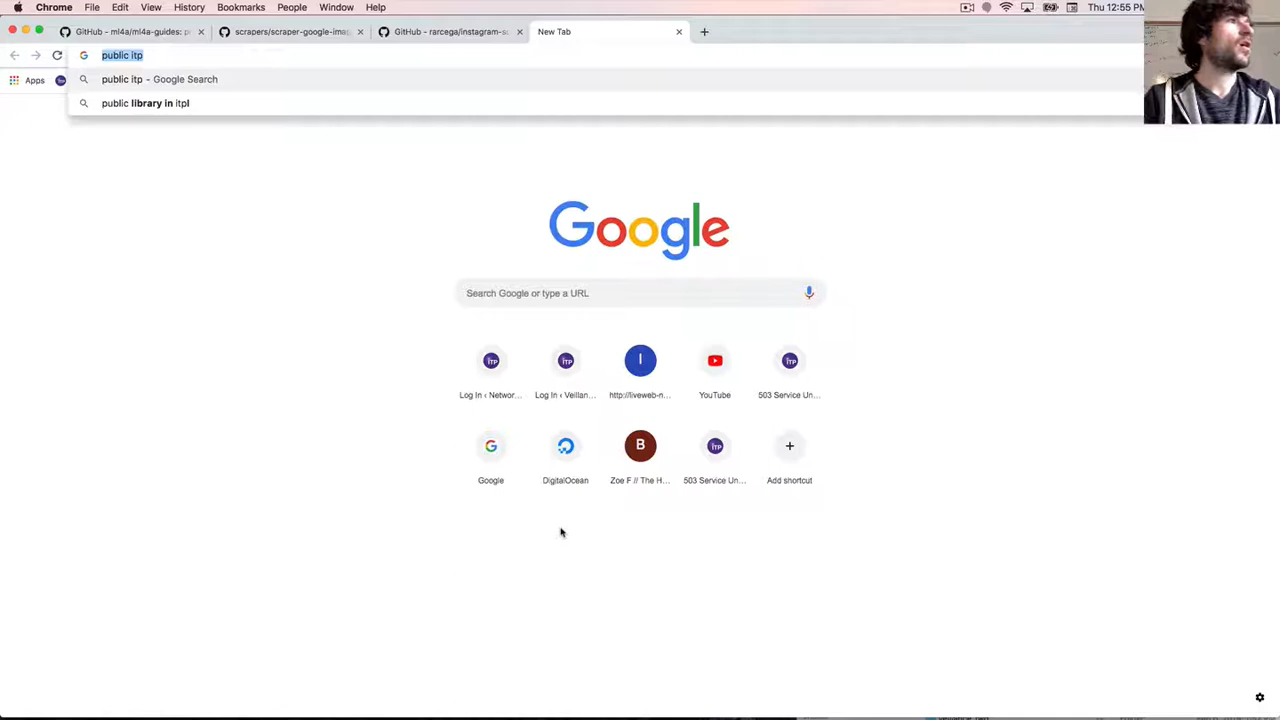 Chrome File Edit View History Bookmarks People Window Help Thu 12:55 PM
GitHub - ml4a/ml4a-guides: p scrapers/scraper-google-imag GitHub - rarcega/instagram-sc New Tab
public itp
public itp - Google Search
Apps
public library in itpl
Google
Search Google or type a URL
Log In ‹ Networ... Log In ‹ Veillan... http://liveweb-n... YouTube 503 Service Un...
Google DigitalOcean Zoe F // The H... 503 Service Un... Add shortcut